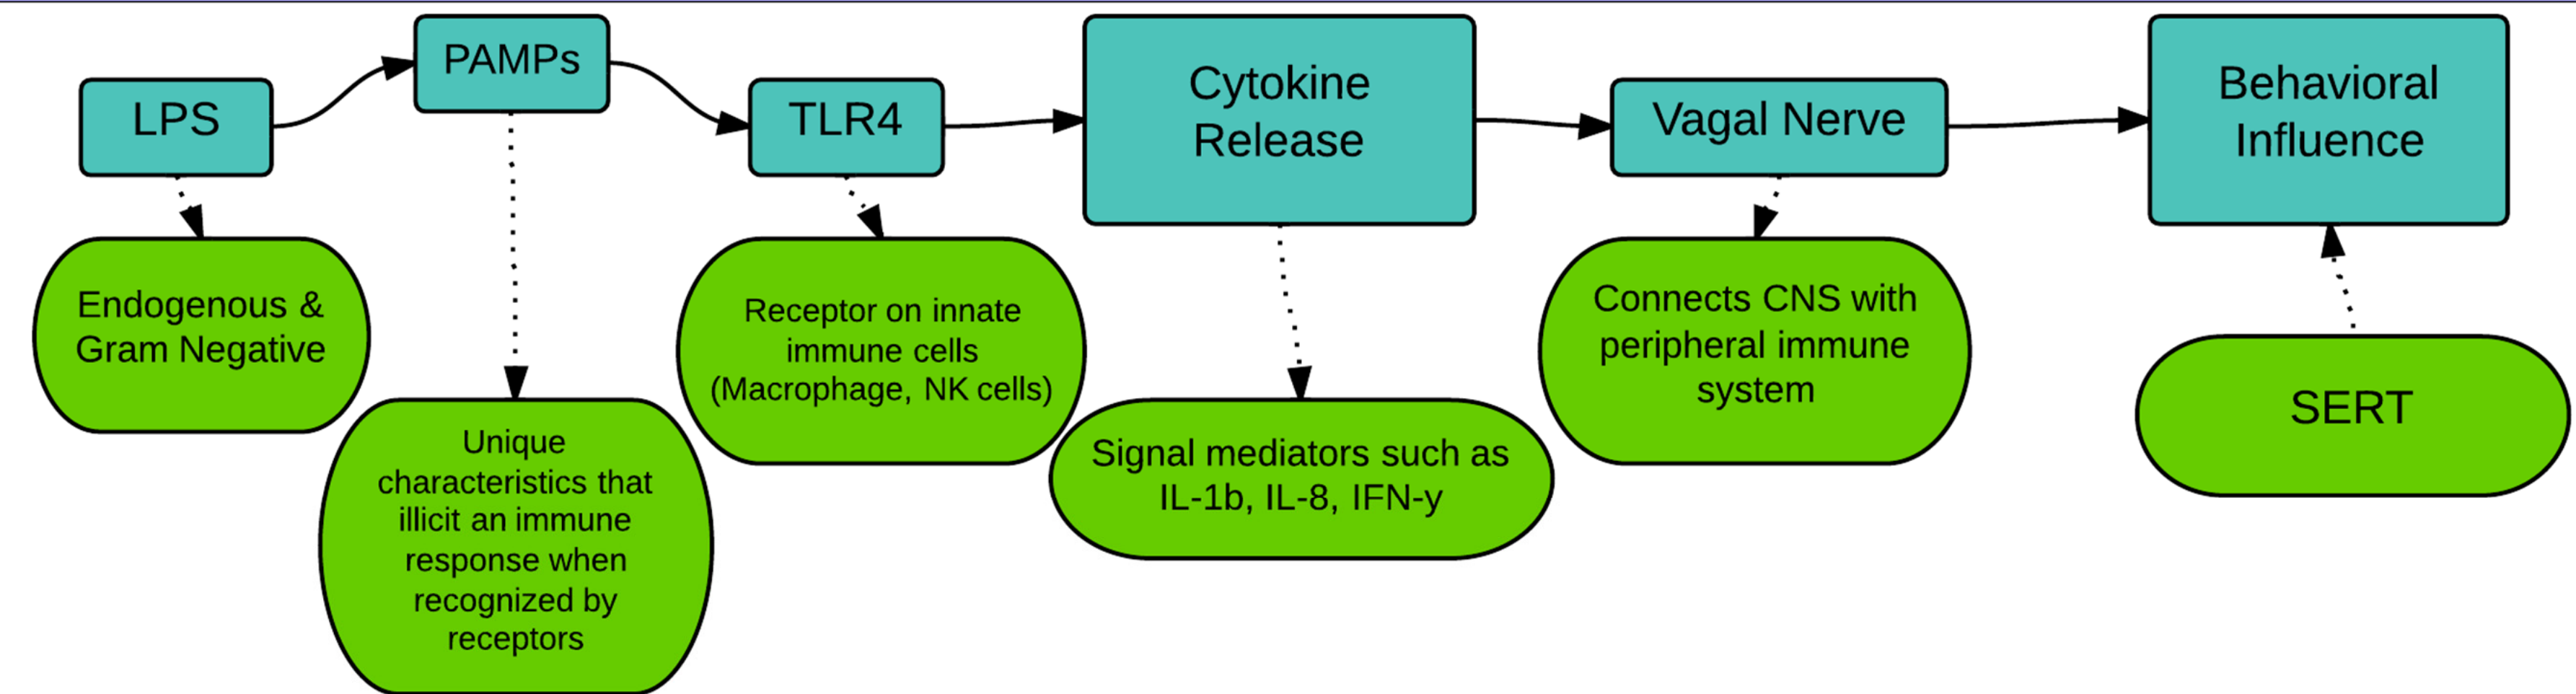 LPS
PAMPs
TLR4
Cytokine
Release
Vagal Nerve
Behavioral
Influence
Endogenous &
Gram Negative
Unique
characteristics that
illicit an immune
response when
recognized by
receptors
Receptor on innate
immune cells
(Macrophage, NK cells)
Signal mediators such as
IL-1b, IL-8, IFN-y
Connects CNS with
peripheral immune
system
SERT